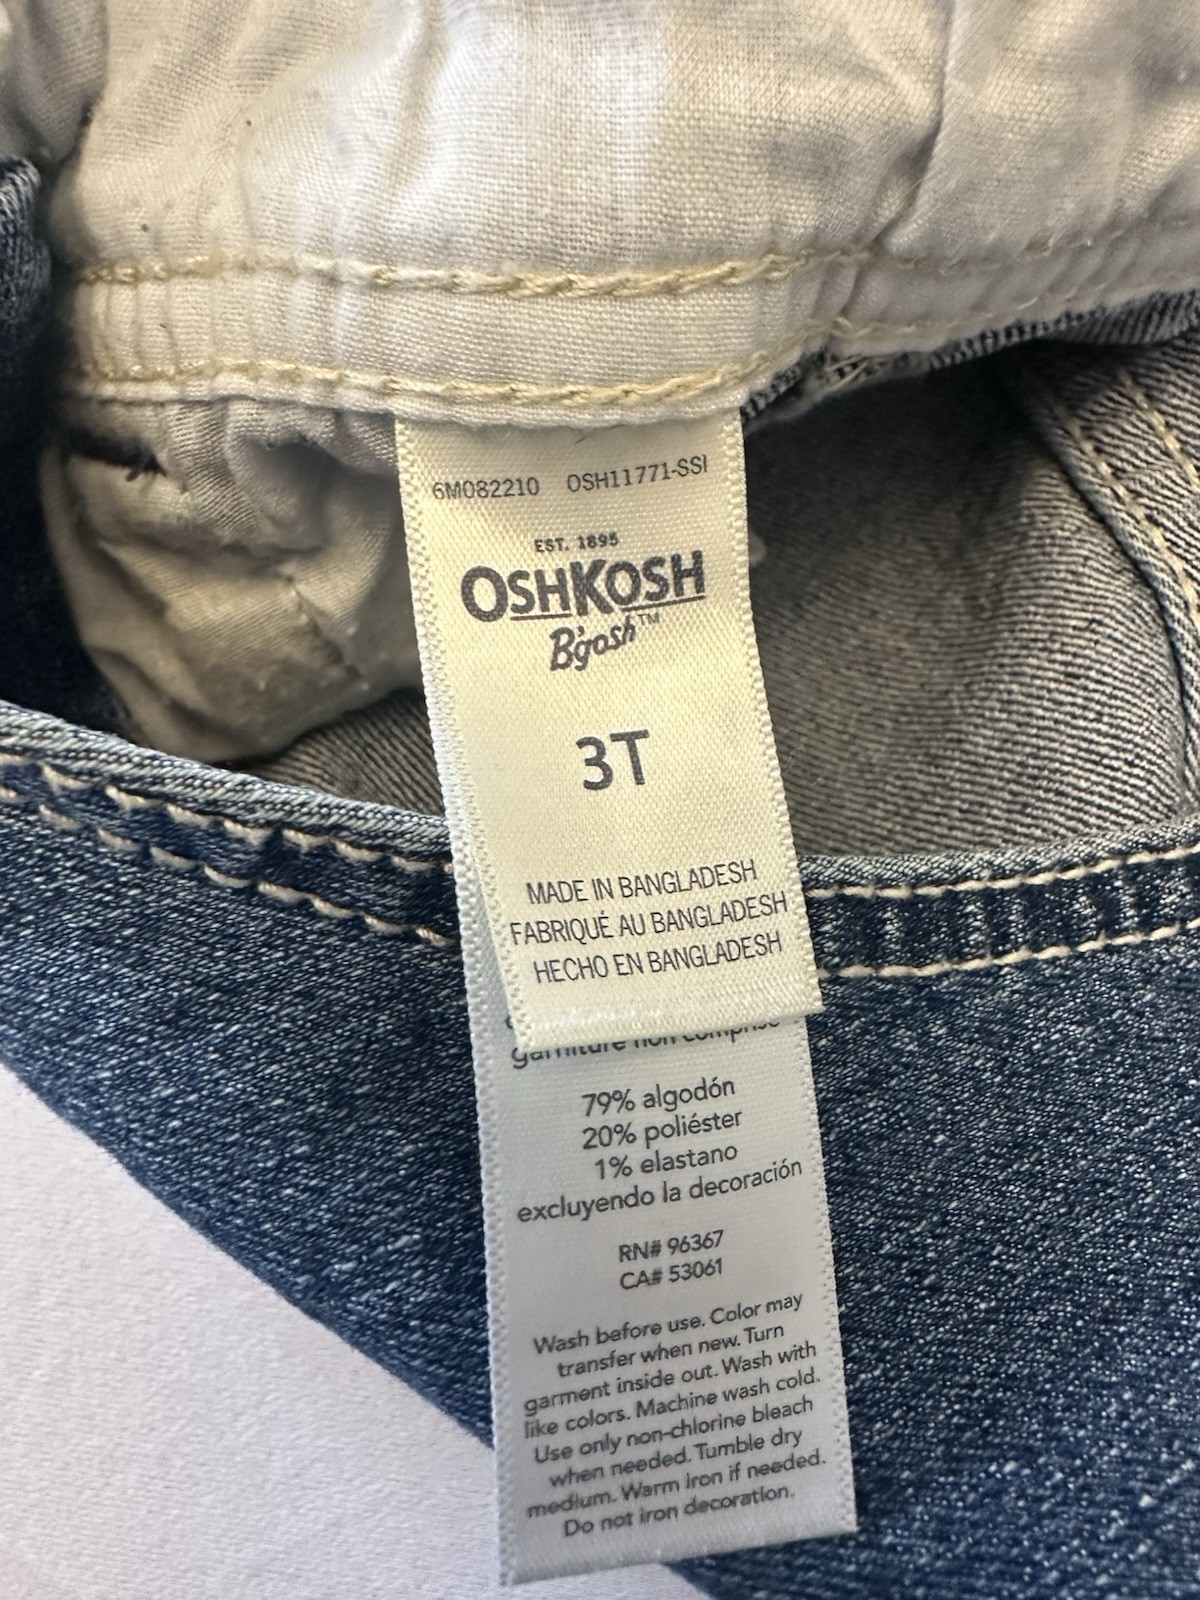 6M082210 OSH11771-SSI
EST. 1895
OSHKOSH
B'gosh™
3T
MADE IN BANGLADESH
FABRIQUÉ AU BANGLADESH
HECHO EN BANGLADESH
garniture non comprise
79% algodón
20% poliéster
1% elastano
excluyendo la decoración
RN# 96367
CA# 53061
Wash before use. Color may
transfer when new. Turn
garment inside out. Wash with
like colors. Machine wash cold.
Use only non-chlorine bleach
when needed. Tumble dry
medium. Warm iron if needed.
Do not iron decoration.